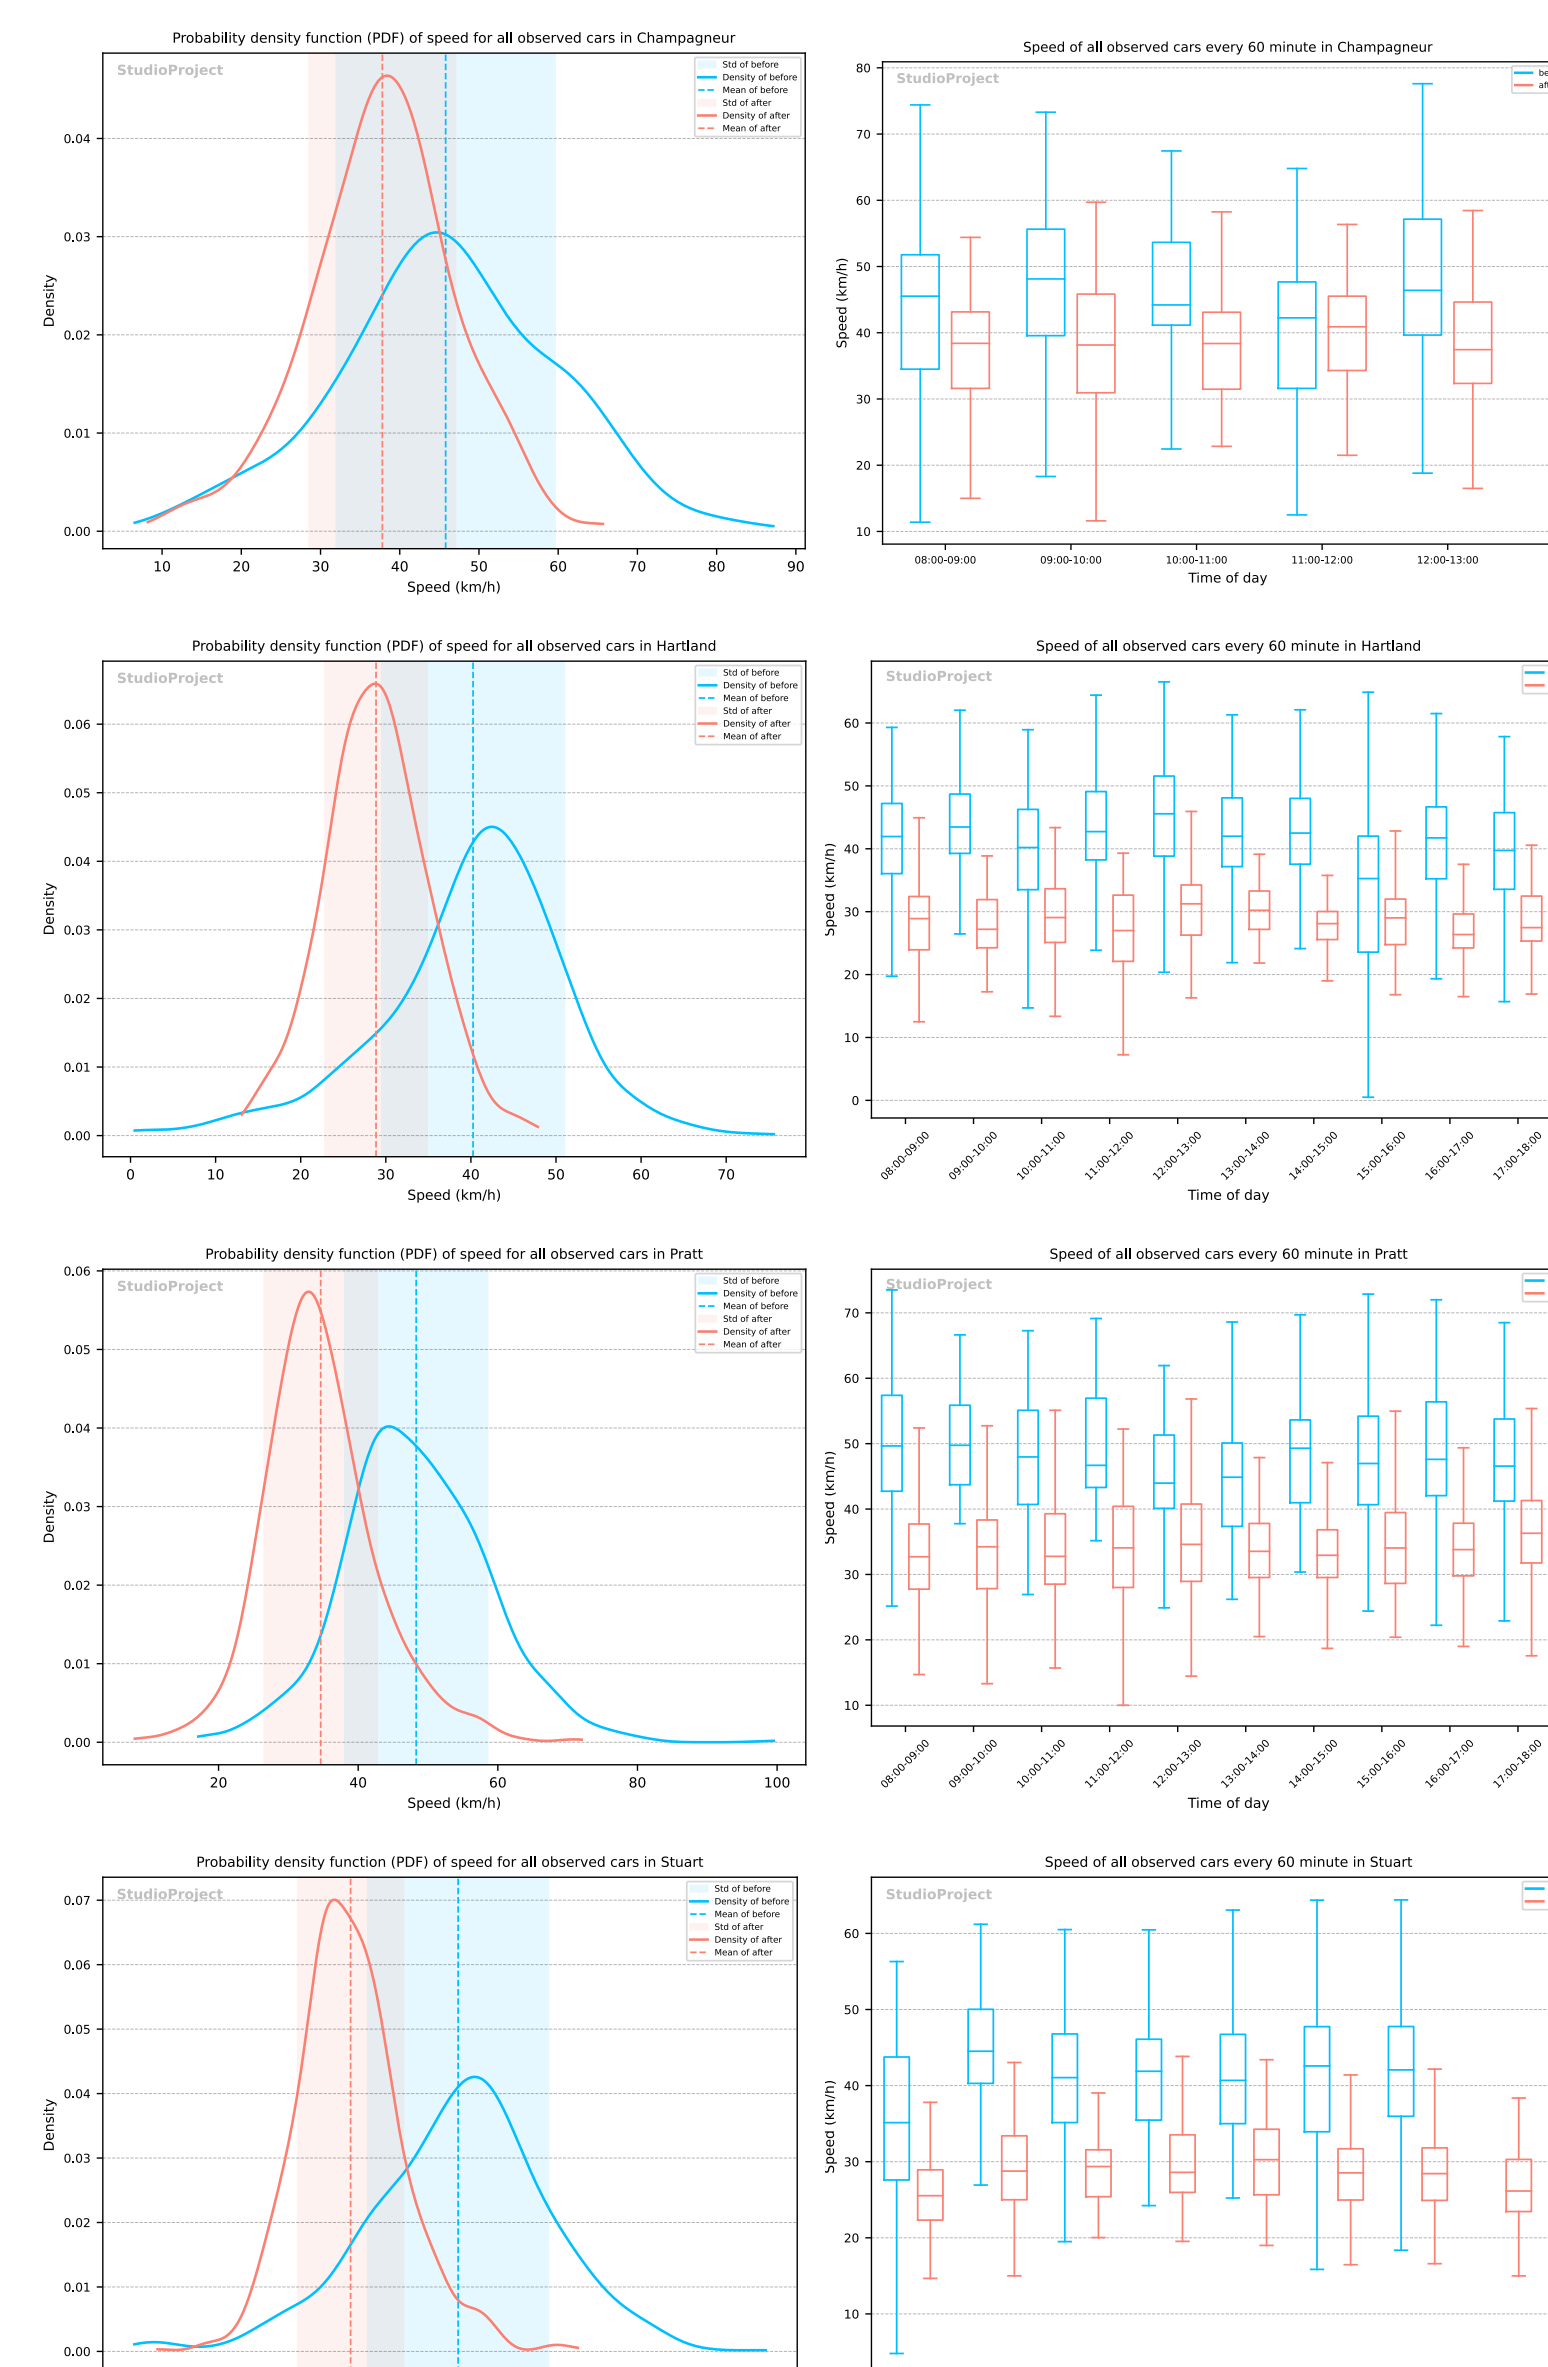 Probability density function (PDF) of speed for all observed cars in Champagneur
StudioProject
Std of before
Density of before
Mean of before
Std of after
Density of after
Mean of after
0.04
0.03
0.02
0.01
0.00
Density
10 20 30 40 50 60 70 80 90
Speed (km/h)
Speed of all observed cars every 60 minute in Champagneur
StudioProject
be
af
80
70
60
50
40
30
20
10
Speed (km/h)
08:00-09:00 09:00-10:00 10:00-11:00 11:00-12:00 12:00-13:00
Time of day
Probability density function (PDF) of speed for all observed cars in Hartland
StudioProject
Std of before
Density of before
Mean of before
Std of after
Density of after
Mean of after
0.06
0.05
0.04
0.03
0.02
0.01
0.00
Density
0 10 20 30 40 50 60 70
Speed (km/h)
Speed of all observed cars every 60 minute in Hartland
StudioProject
60
50
40
30
20
10
0
Speed (km/h)
08:00-09:00 09:00-10:00 10:00-11:00 11:00-12:00 12:00-13:00 13:00-14:00 14:00-15:00 15:00-16:00 16:00-17:00 17:00-18:00
Time of day
Probability density function (PDF) of speed for all observed cars in Pratt
StudioProject
Std of before
Density of before
Mean of before
Std of after
Density of after
Mean of after
0.06
0.05
0.04
0.03
0.02
0.01
0.00
Density
20 40 60 80 100
Speed (km/h)
Speed of all observed cars every 60 minute in Pratt
StudioProject
70
60
50
40
30
20
10
Speed (km/h)
08:00-09:00 09:00-10:00 10:00-11:00 11:00-12:00 12:00-13:00 13:00-14:00 14:00-15:00 15:00-16:00 16:00-17:00 17:00-18:00
Time of day
Probability density function (PDF) of speed for all observed cars in Stuart
StudioProject
Std of before
Density of before
Mean of before
Std of after
Density of after
Mean of after
0.07
0.06
0.05
0.04
0.03
0.02
0.01
0.00
Density
Speed of all observed cars every 60 minute in Stuart
StudioProject
60
50
40
30
20
10
Speed (km/h)